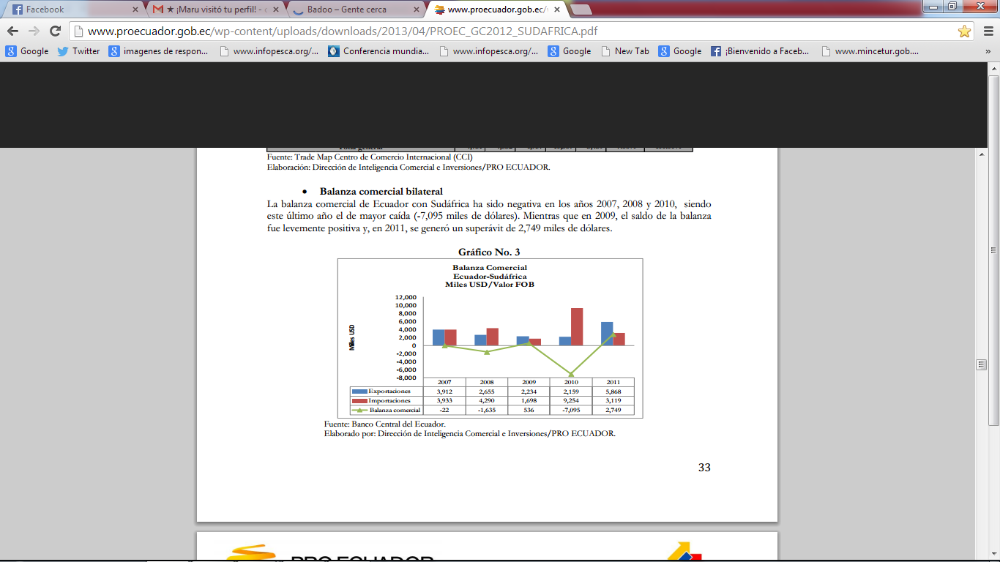 Facebook
★ ¡Maru visitó tu perfil! - c
Badoo – Gente cerca
www.proecuador.gob.ec/
www.proecuador.gob.ec/wp-content/uploads/downloads/2013/04/PROEC_GC2012_SUDAFRICA.pdf
Google Twitter imagenes de respon... www.infopesca.org/... Conferencia mundia... www.infopesca.org/... Google New Tab Google ¡Bienvenido a Faceb... www.mincetur.gob.... »
Total general
Fuente: Trade Map Centro de Comercio Internacional (CCI)
Elaboración: Dirección de Inteligencia Comercial e Inversiones/PRO ECUADOR.
• Balanza comercial bilateral
La balanza comercial de Ecuador con Sudáfrica ha sido negativa en los años 2007, 2008 y 2010, siendo
este último año el de mayor caída (-7,095 miles de dólares). Mientras que en 2009, el saldo de la balanza
fue levemente positiva y, en 2011, se generó un superávit de 2,749 miles de dólares.
Gráfico No. 3
Balanza Comercial
Ecuador-Sudáfrica
Miles USD/Valor FOB
Miles USD
12,000
10,000
8,000
6,000
4,000
2,000
0
-2,000
-4,000
-6,000
-8,000
2007 2008 2009 2010 2011
Exportaciones 3,912 2,655 2,234 2,159 5,868
Importaciones 3,933 4,290 1,698 9,254 3,119
Balanza comercial -22 -1,635 536 -7,095 2,749
Fuente: Banco Central del Ecuador.
Elaborado por: Dirección de Inteligencia Comercial e Inversiones/PRO ECUADOR.
33
PRO ECUADOR